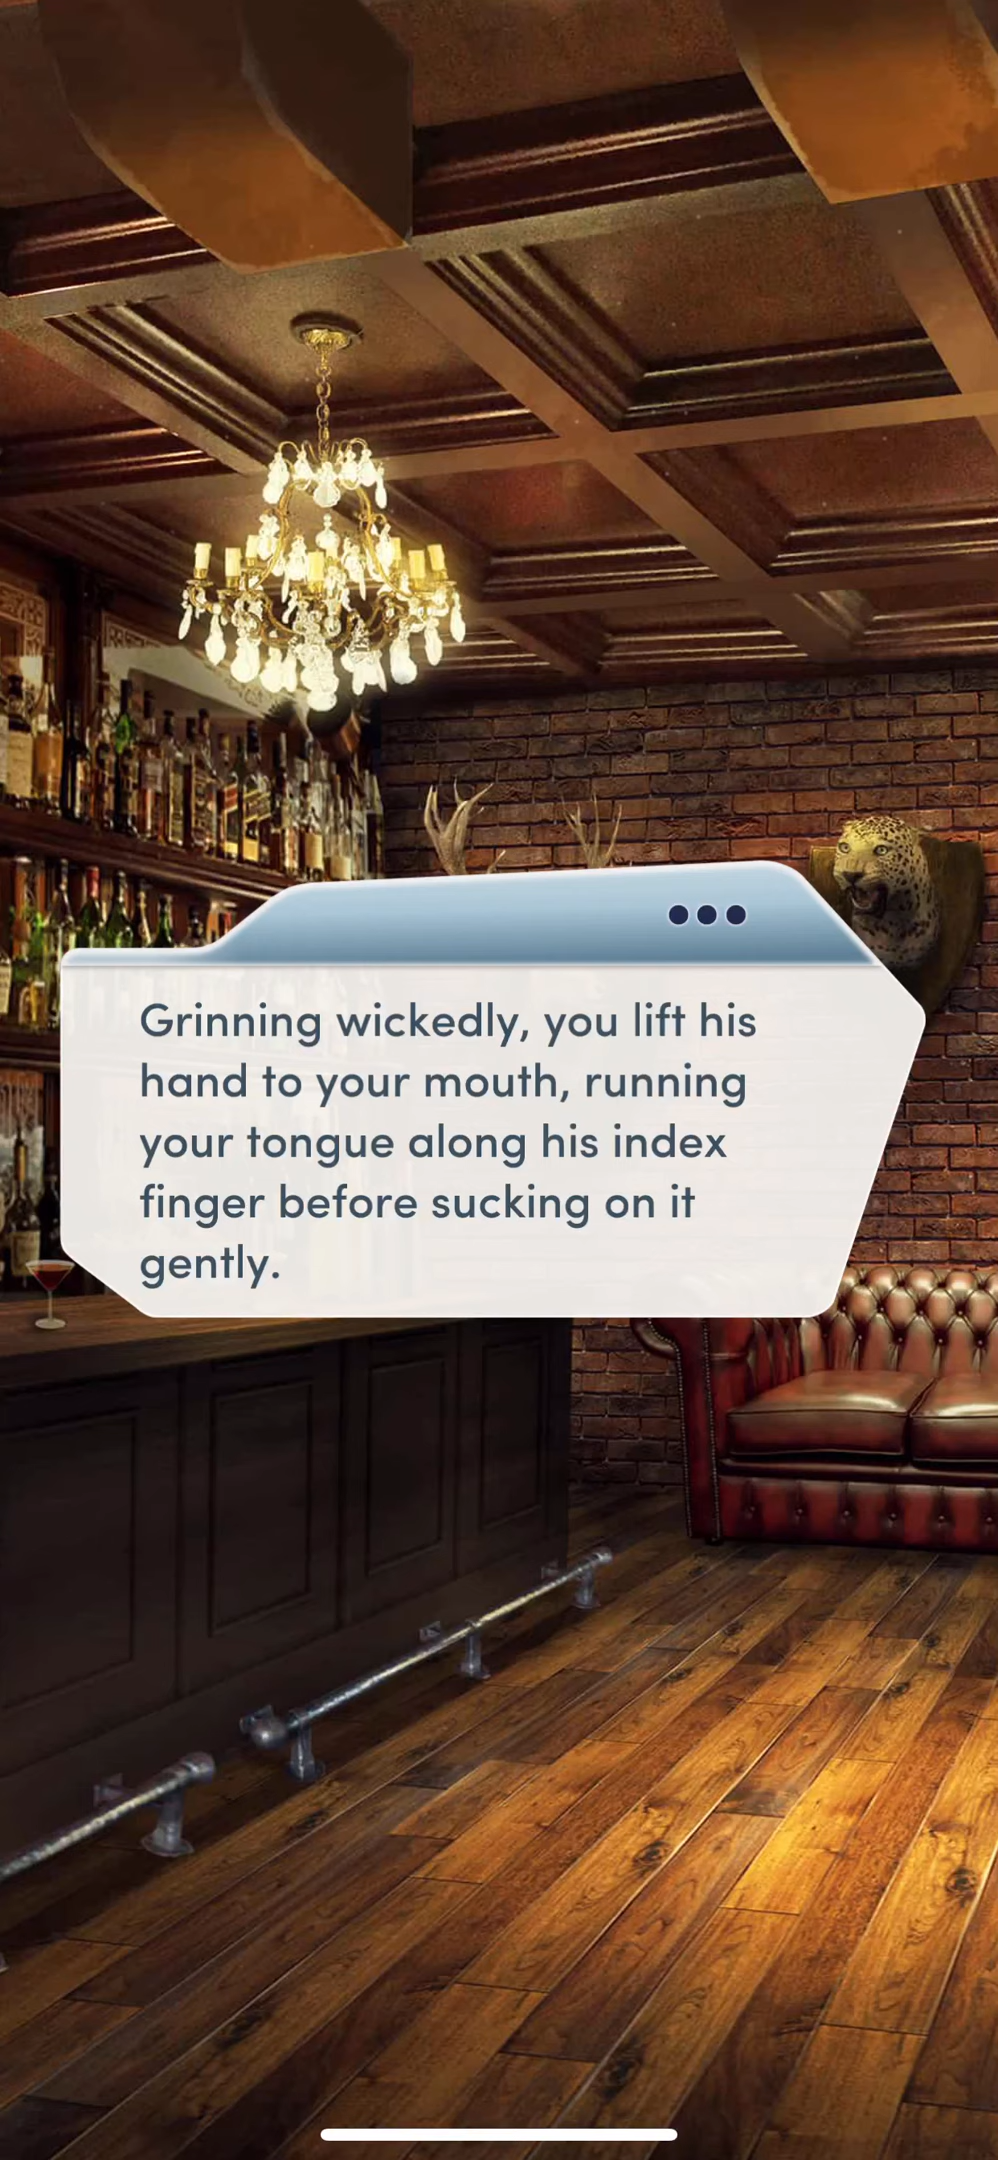 Grinning wickedly, you lift his
hand to your mouth, running
your tongue along his index
finger before sucking on it
gently.